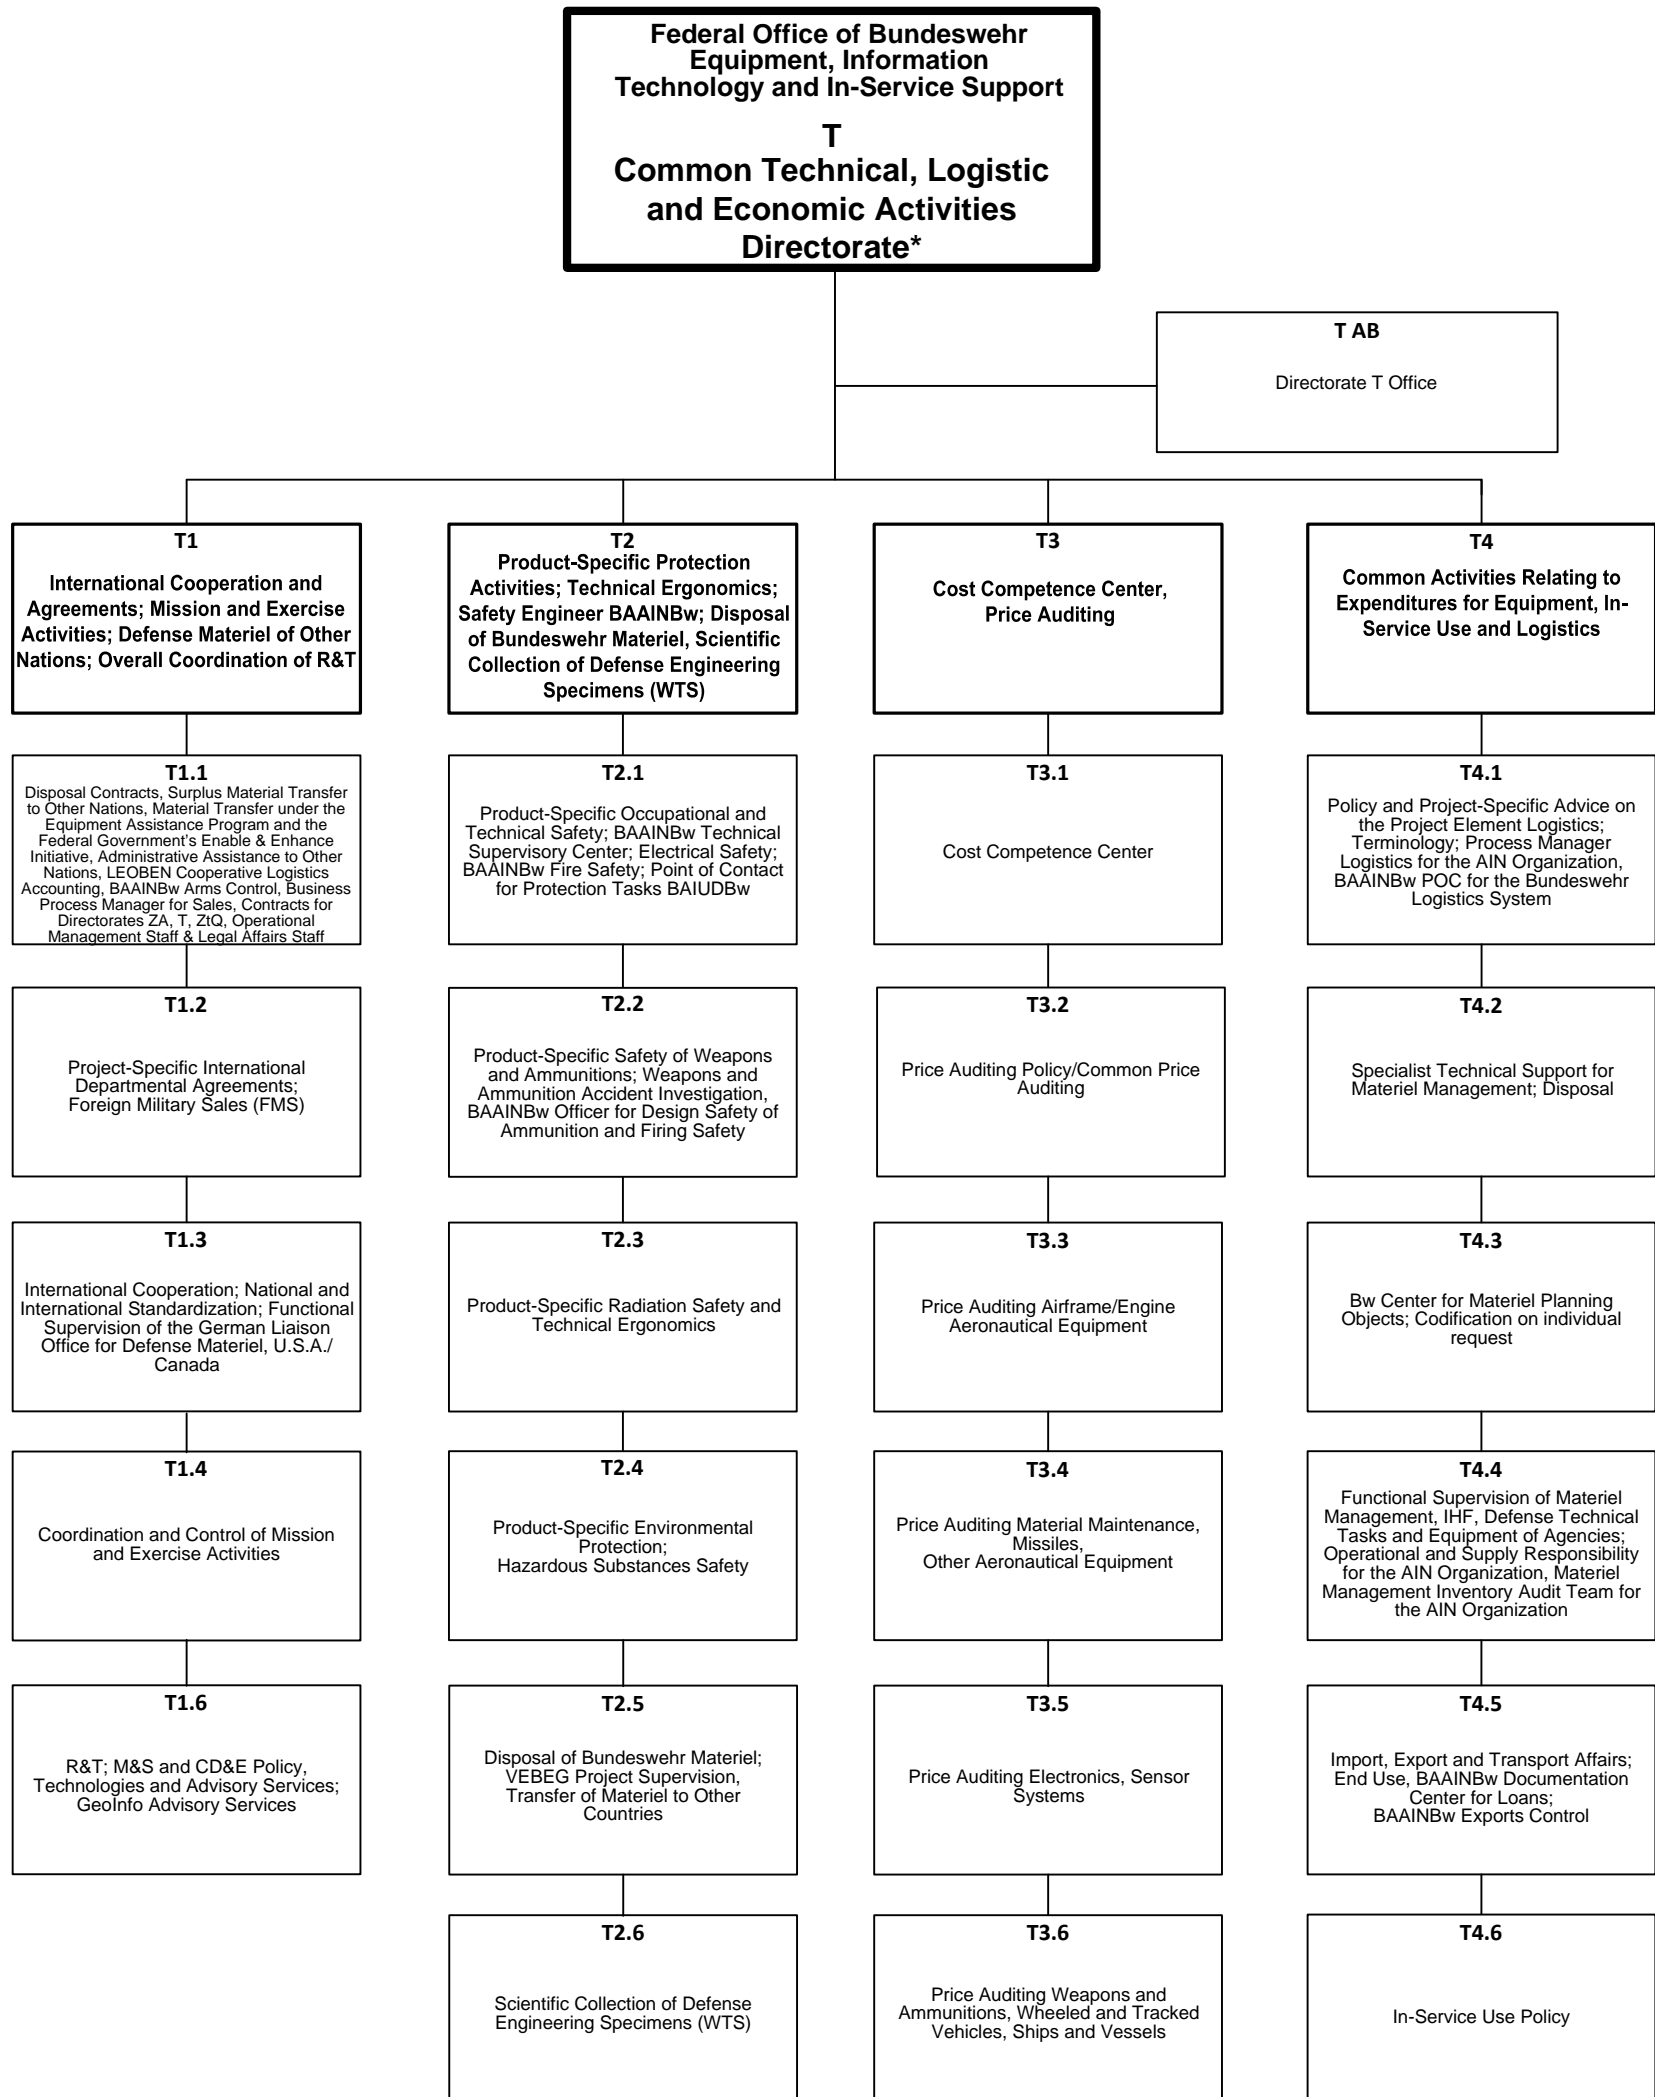 Federal Office of Bundeswehr
Equipment, Information
Technology and In-Service Support
T
Common Technical, Logistic
and Economic Activities
Directorate*
T AB
Directorate T Office
T1
International Cooperation and
Agreements; Mission and Exercise
Activities; Defense Materiel of Other
Nations; Overall Coordination of R&T
T2
Product-Specific Protection
Activities; Technical Ergonomics;
Safety Engineer BAAINBw; Disposal
of Bundeswehr Materiel, Scientific
Collection of Defense Engineering
Specimens (WTS)
T3
Cost Competence Center,
Price Auditing
T4
Common Activities Relating to
Expenditures for Equipment, In-
Service Use and Logistics
T1.1
Disposal Contracts, Surplus Material Transfer
to Other Nations, Material Transfer under the
Equipment Assistance Program and the
Federal Government's Enable & Enhance
Initiative, Administrative Assistance to Other
Nations, LEOBEN Cooperative Logistics
Accounting, BAAINBw Arms Control, Business
Process Manager for Sales, Contracts for
Directorates ZA, T, ZtQ, Operational
Management Staff & Legal Affairs Staff
T2.1
Product-Specific Occupational and
Technical Safety; BAAINBw Technical
Supervisory Center; Electrical Safety;
BAAINBw Fire Safety; Point of Contact
for Protection Tasks BAIUDBw
T3.1
Cost Competence Center
T4.1
Policy and Project-Specific Advice on
the Project Element Logistics;
Terminology; Process Manager
Logistics for the AIN Organization,
BAAINBw POC for the Bundeswehr
Logistics System
T1.2
Project-Specific International
Departmental Agreements;
Foreign Military Sales (FMS)
T2.2
Product-Specific Safety of Weapons
and Ammunitions; Weapons and
Ammunition Accident Investigation,
BAAINBw Officer for Design Safety of
Ammunition and Firing Safety
T3.2
Price Auditing Policy/Common Price
Auditing
T4.2
Specialist Technical Support for
Materiel Management; Disposal
T1.3
International Cooperation; National and
International Standardization; Functional
Supervision of the German Liaison
Office for Defense Materiel, U.S.A./
Canada
T2.3
Product-Specific Radiation Safety and
Technical Ergonomics
T3.3
Price Auditing Airframe/Engine
Aeronautical Equipment
T4.3
Bw Center for Materiel Planning
Objects; Codification on individual
request
T1.4
Coordination and Control of Mission
and Exercise Activities
T2.4
Product-Specific Environmental
Protection;
Hazardous Substances Safety
T3.4
Price Auditing Material Maintenance,
Missiles,
Other Aeronautical Equipment
T4.4
Functional Supervision of Materiel
Management, IHF, Defense Technical
Tasks and Equipment of Agencies;
Operational and Supply Responsibility
for the AIN Organization, Materiel
Management Inventory Audit Team for
the AIN Organization
T1.6
R&T; M&S and CD&E Policy,
Technologies and Advisory Services;
GeoInfo Advisory Services
T2.5
Disposal of Bundeswehr Materiel;
VEBEG Project Supervision,
Transfer of Materiel to Other
Countries
T3.5
Price Auditing Electronics, Sensor
Systems
T4.5
Import, Export and Transport Affairs;
End Use, BAAINBw Documentation
Center for Loans;
BAAINBw Exports Control
T2.6
Scientific Collection of Defense
Engineering Specimens (WTS)
T3.6
Price Auditing Weapons and
Ammunitions, Wheeled and Tracked
Vehicles, Ships and Vessels
T4.6
In-Service Use Policy